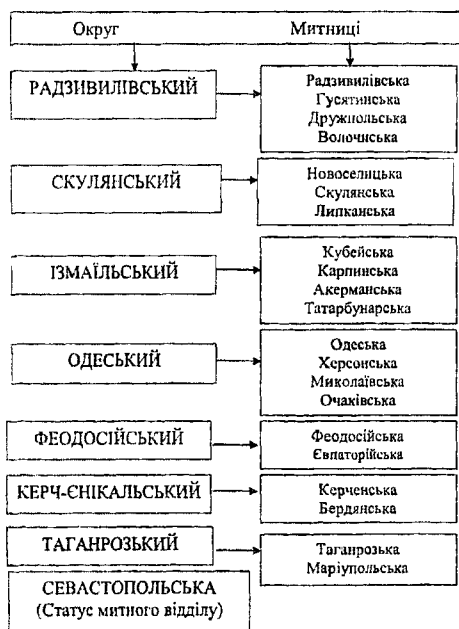 Округ Митниці
РАДЗИВИЛІВСЬКИЙ
Радзивилівська
Гусятинська
Дружпольська
Волочиська
СКУЛЯНСЬКИЙ
Новоселицька
Скулянська
Липканська
ІЗМАЇЛЬСЬКИЙ
Кубейська
Карпинська
Акерманська
Татарбунарська
ОДЕСЬКИЙ
Одеська
Херсонська
Миколаївська
Очаківська
ФЕОДОСІЙСЬКИЙ
Феодосійська
Євпаторійська
КЕРЧ-ЄНІКАЛЬСЬКИЙ
Керченська
Бердянська
ТАГАНРОЗЬКИЙ
Таганрозька
Маріупольська
СЕВАСТОПОЛЬСЬКА
(Статус митного відділу)